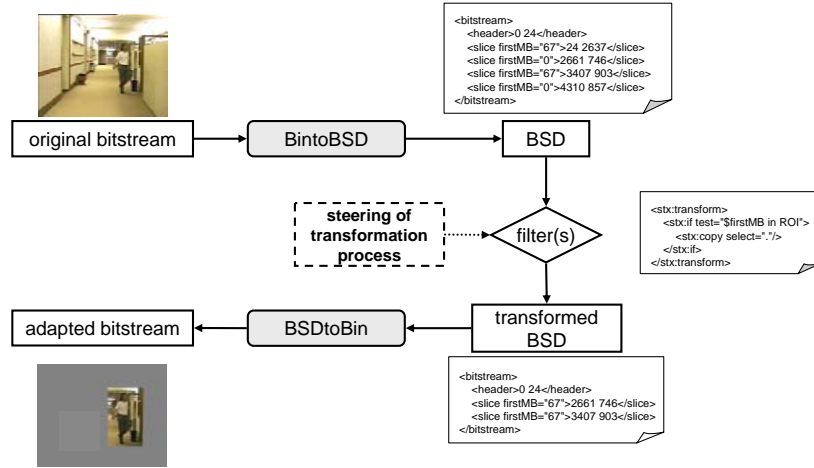 <bitstream>
<header>0 24</header>
<slice firstMB="67">24 2637</slice>
<slice firstMB="0">2661 746</slice>
<slice firstMB="67">3407 903</slice>
<slice firstMB="0">4310 857</slice>
</bitstream>
original bitstream
BintoBSD
BSD
steering of
transformation
process
filter(s)
<stx:transform>
<stx:if test="$firstMB in ROI">
<stx:copy select="."/>
</stx:if>
</stx:transform>
adapted bitstream
BSDtoBin
transformed
BSD
<bitstream>
<header>0 24</header>
<slice firstMB="67">2661 746</slice>
<slice firstMB="67">3407 903</slice>
</bitstream>